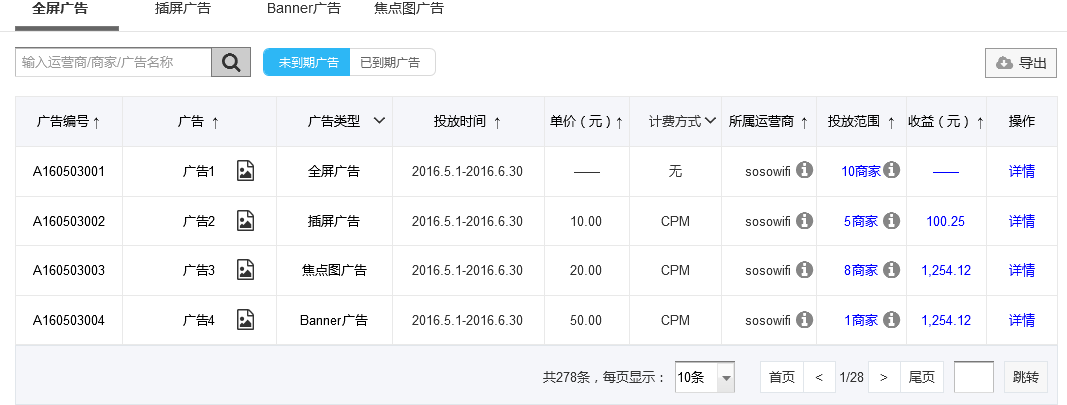 全屏广告 插屏广告 Banner广告 焦点图广告
输入运营商/商家/广告名称 未到期广告 已到期广告 导出
广告编号↑ 广告 ↑ 广告类型 投放时间 ↑ 单价（元）↑ 计费方式 所属运营商 ↑ 投放范围 ↑ 收益（元）↑ 操作
A160503001 广告1 全屏广告 2016.5.1-2016.6.30 —— 无 sosowifi 10商家 —— 详情
A160503002 广告2 插屏广告 2016.5.1-2016.6.30 10.00 CPM sosowifi 5商家 100.25 详情
A160503003 广告3 焦点图广告 2016.5.1-2016.6.30 20.00 CPM sosowifi 8商家 1,254.12 详情
A160503004 广告4 Banner广告 2016.5.1-2016.6.30 50.00 CPM sosowifi 1商家 1,254.12 详情
共278条，每页显示： 10条 首页 < 1/28 > 尾页 跳转